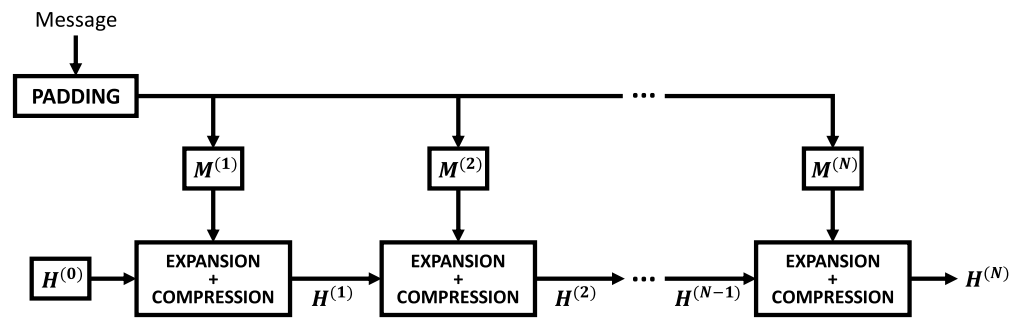 Message
PADDING
...
M^(1)
M^(2)
M^(N)
H^(0)
EXPANSION
+
COMPRESSION
H^(1)
EXPANSION
+
COMPRESSION
H^(2)
...
H^(N−1)
EXPANSION
+
COMPRESSION
H^(N)